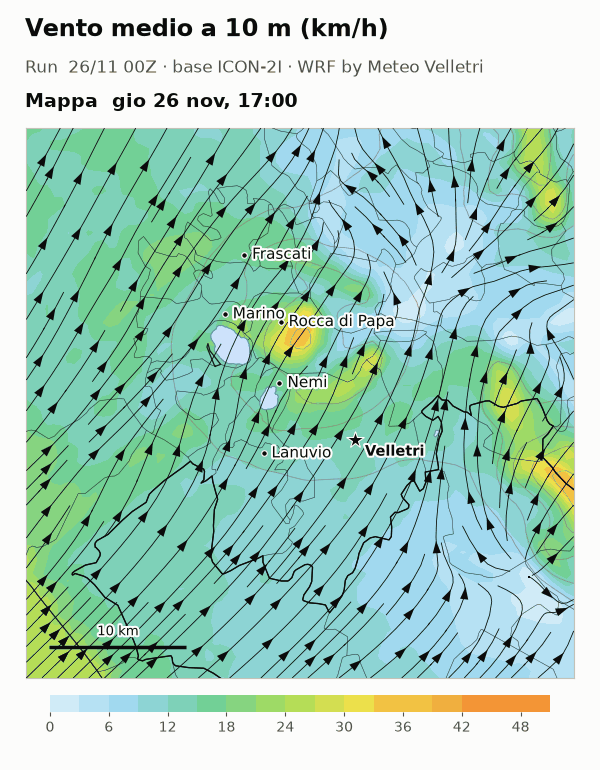 Vento medio a 10 m (km/h)
Run  26/11 00Z · base ICON-2I · WRF by Meteo Velletri
Mappa  gio 26 nov, 17:00
Frascati
Marino
Rocca di Papa
Nemi
Lanuvio
Velletri
10 km
0 6 12 18 24 30 36 42 48